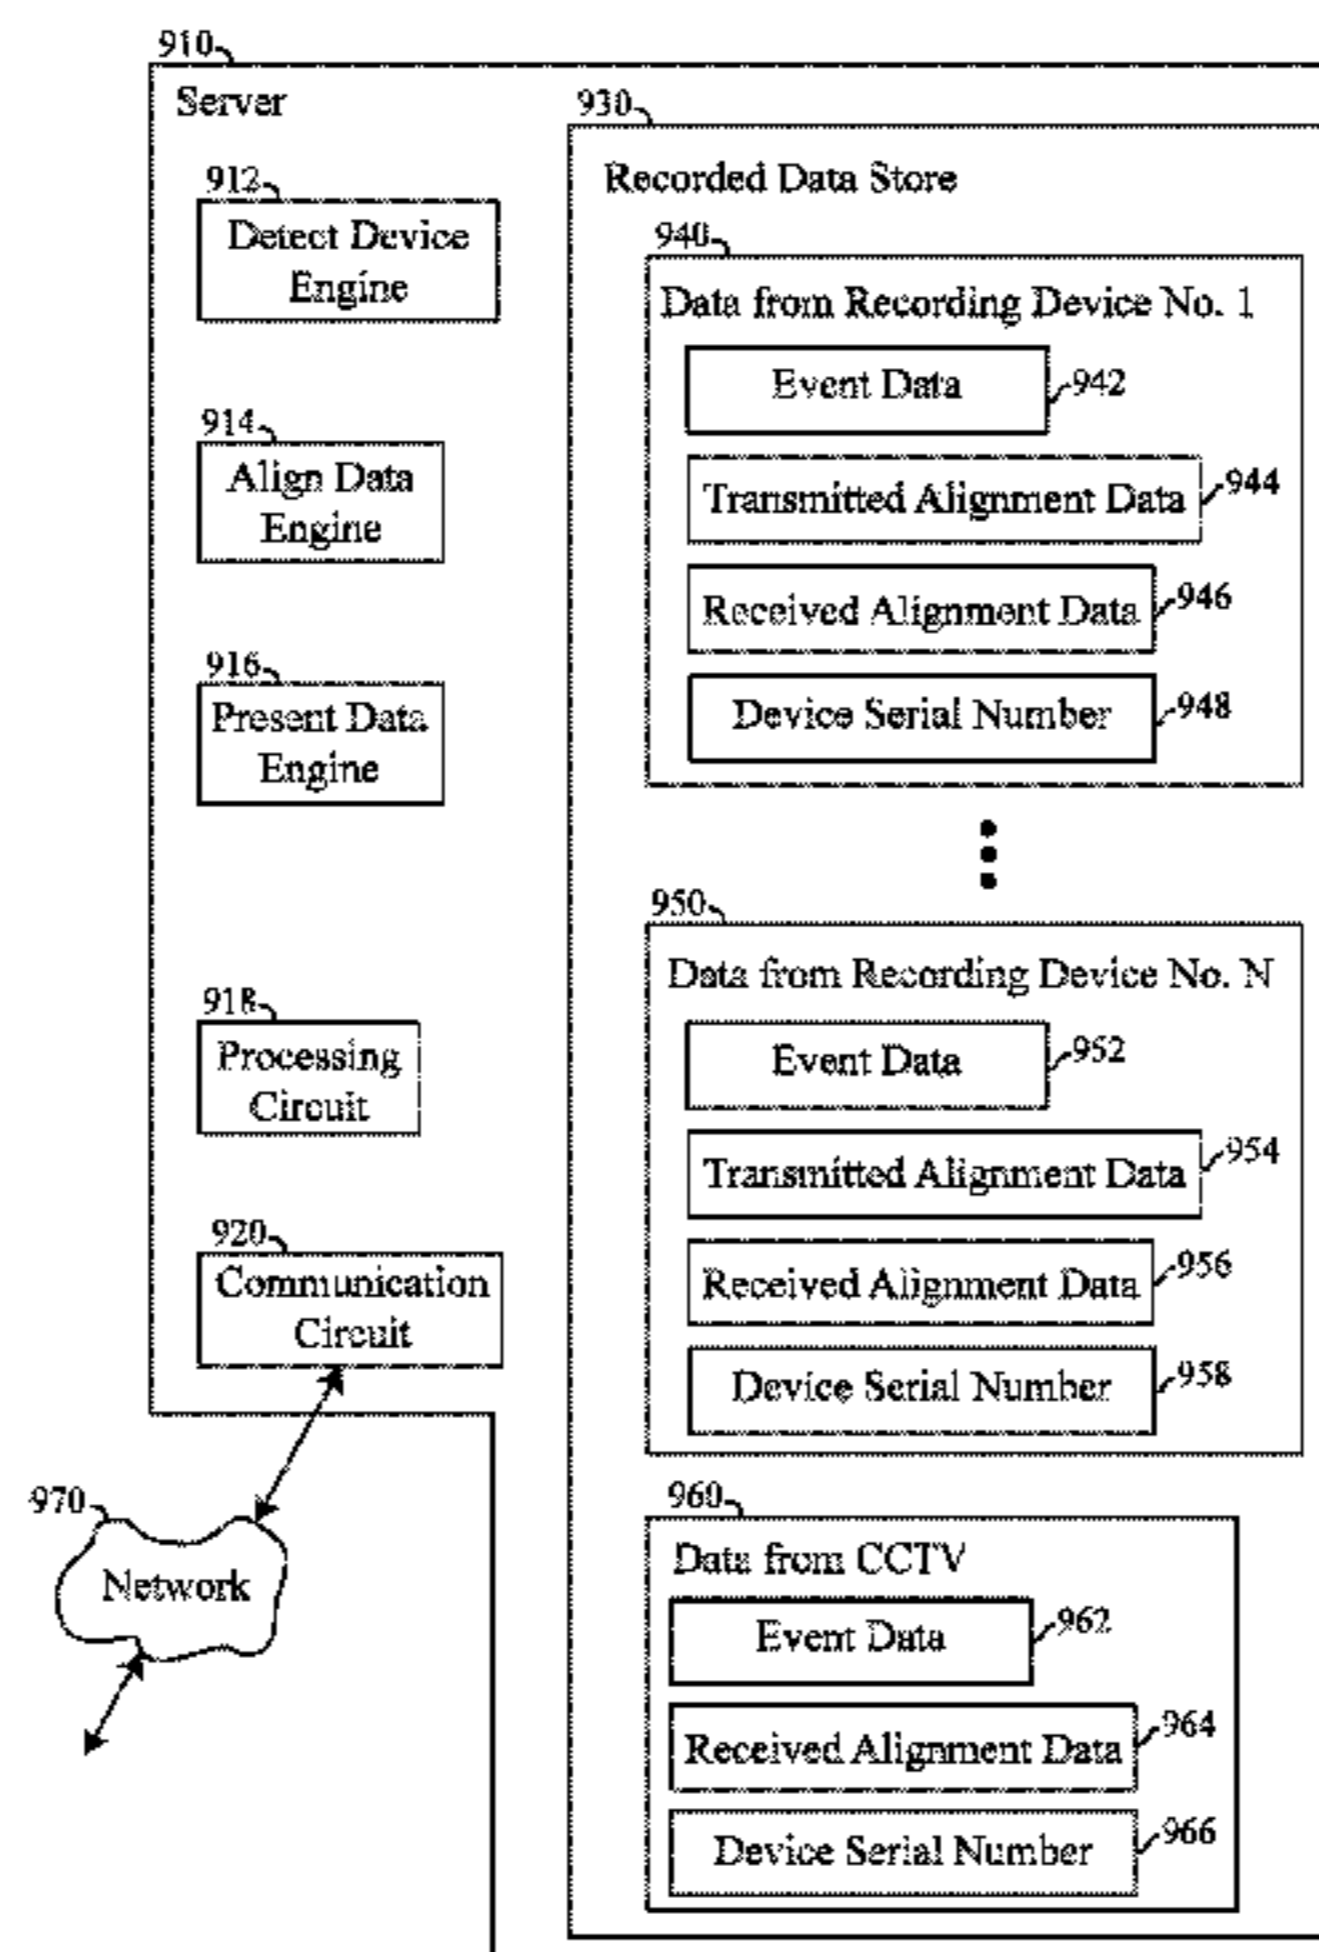 910
Server
912
Detect Device
Engine
914
Align Data
Engine
916
Present Data
Engine
918
Processing
Circuit
920
Communication
Circuit
970
Network
930
Recorded Data Store
940
Data from Recording Device No. 1
Event Data
942
Transmitted Alignment Data
944
Received Alignment Data
946
Device Serial Number
948
950
Data from Recording Device No. N
Event Data
952
Transmitted Alignment Data
954
Received Alignment Data
956
Device Serial Number
958
960
Data from CCTV
Event Data
962
Received Alignment Data
964
Device Serial Number
966